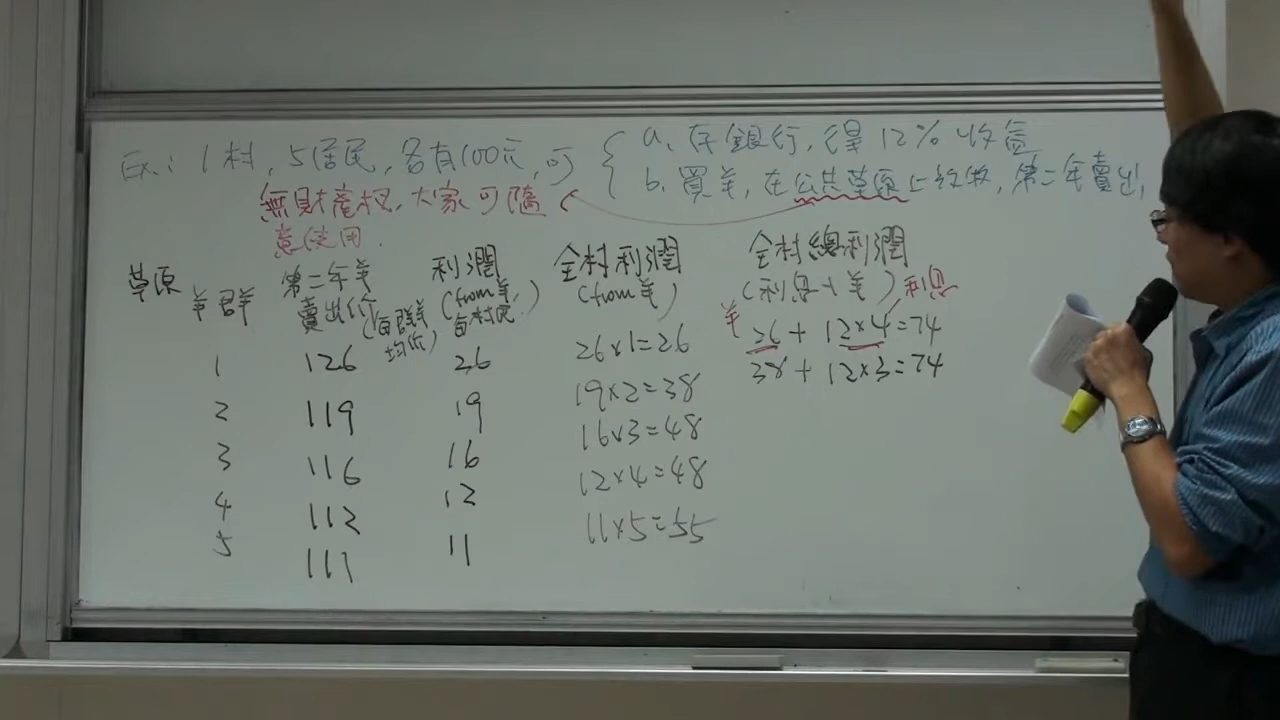 Ex: 1村, 5居民, 各有100元, 可
a. 存銀行, 得12%收益
b. 買羊, 在公共草原上放牧, 第二年賣出,
無財產权, 大家可隨
意使用.
草原 羊群 第二年羊賣出价(每群羊均价) 利潤(from羊, 每村民) 全村利潤(from羊) 全村總利潤(利息+羊) 利息
羊
1 126 26 26×1=26 26+12×4=74
2 119 19 19×2=38 38+12×3=74
3 116 16 16×3=48
4 112 12 12×4=48
5 111 11 11×5=55